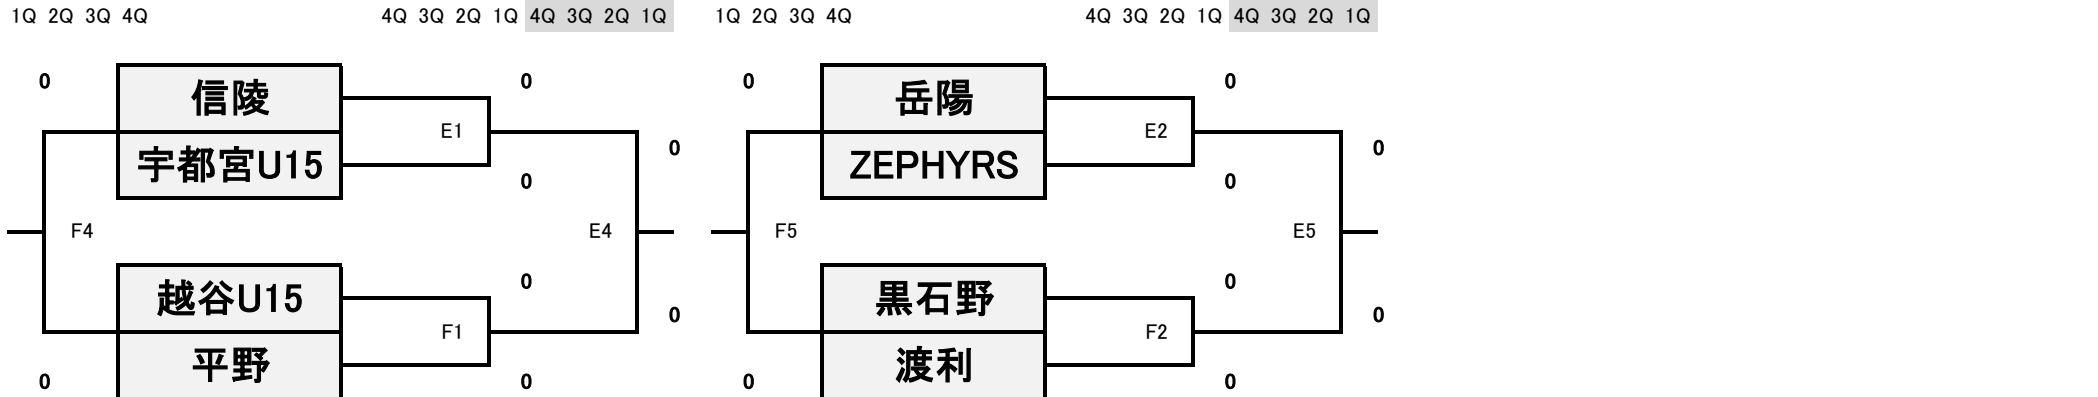 1Q 2Q 3Q 4Q 4Q 3Q 2Q 1Q 4Q 3Q 2Q 1Q 1Q 2Q 3Q 4Q 4Q 3Q 2Q 1Q 4Q 3Q 2Q 1Q
0 信陵 0 0 岳陽 0
E1 E2
宇都宮U15 0 ZEPHYRS 0
0 0
F4 E4 F5 E5
越谷U15 0 黒石野 0
F1 0 F2 0
0 平野 0 0 渡利 0